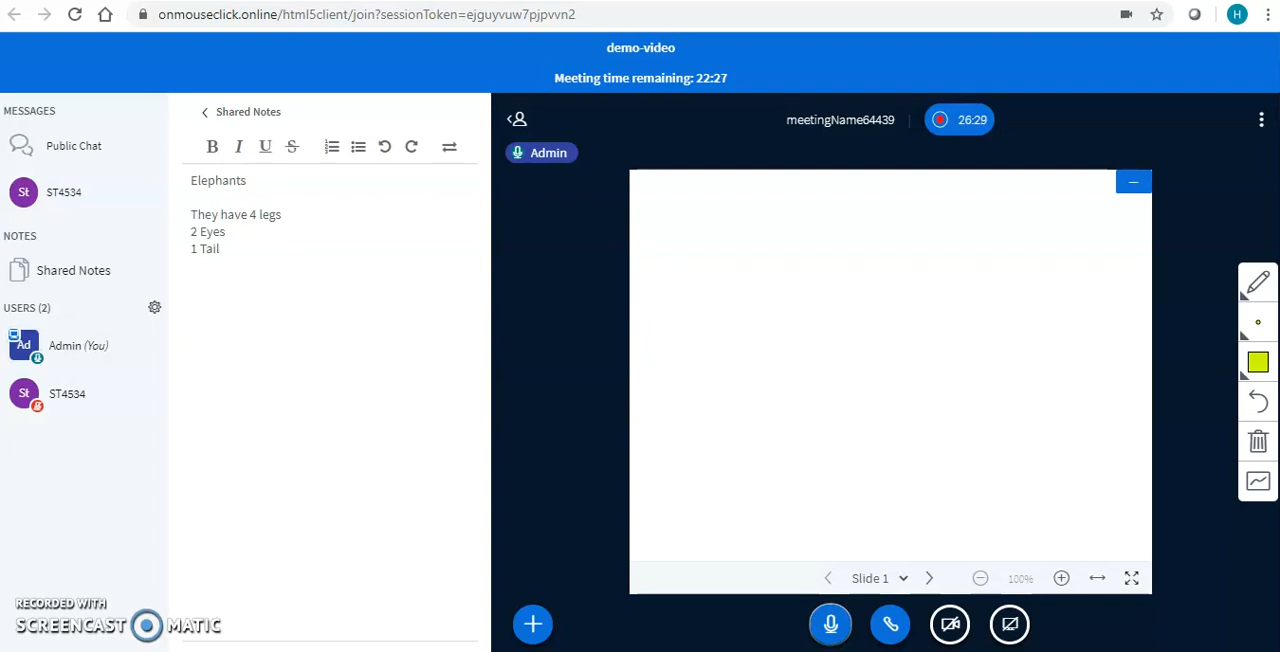 onmouseclick.online/html5client/join?sessionToken=ejguyvuw7pjpvvn2
H
demo-video
Meeting time remaining: 22:27
MESSAGES
Public Chat
St ST4534
NOTES
Shared Notes
USERS (2)
Ad Admin (You)
St ST4534
Shared Notes
B I U S
Elephants
They have 4 legs
2 Eyes
1 Tail
meetingName64439 26:29
Admin
Slide 1 100%
RECORDED WITH
SCREENCAST MATIC